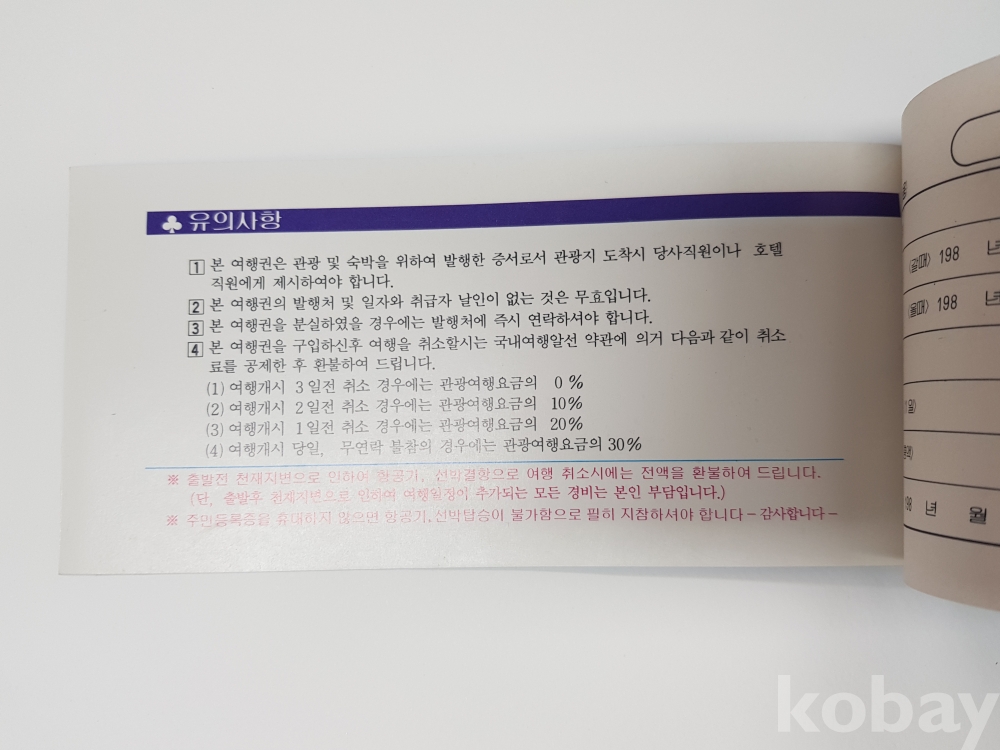 ♣ 유의사항
1 본 여행권은 관광 및 숙박을 위하여 발행한 증서로서 관광지 도착시 당사직원이나 호텔
직원에게 제시하여야 합니다.
2 본 여행권의 발행처 및 일자와 취급자 날인이 없는 것은 무효입니다.
3 본 여행권을 분실하였을 경우에는 발행처에 즉시 연락하셔야 합니다.
4 본 여행권을 구입하신후 여행을 취소할시는 국내여행알선 약관에 의거 다음과 같이 취소
료를 공제한 후 환불하여 드립니다.
(1) 여행개시 3일전 취소 경우에는 관광여행요금의 0%
(2) 여행개시 2일전 취소 경우에는 관광여행요금의 10%
(3) 여행개시 1일전 취소 경우에는 관광여행요금의 20%
(4) 여행개시 당일, 무연락 불참의 경우에는 관광여행요금의 30%
※ 출발전 천재지변으로 인하여 항공기, 선박결항으로 여행 취소시에는 전액을 환불하여 드립니다.
(단, 출발후 천재지변으로 인하여 여행일정이 추가되는 모든 경비는 본인 부담입니다.)
※ 주민등록증을 휴대하지 않으면 항공기, 선박탑승이 불가함으로 필히 지참하셔야 합니다 - 감사합니다 -
(갈때) 198 년
(올때) 198 년
일)
198 년 월
kobay